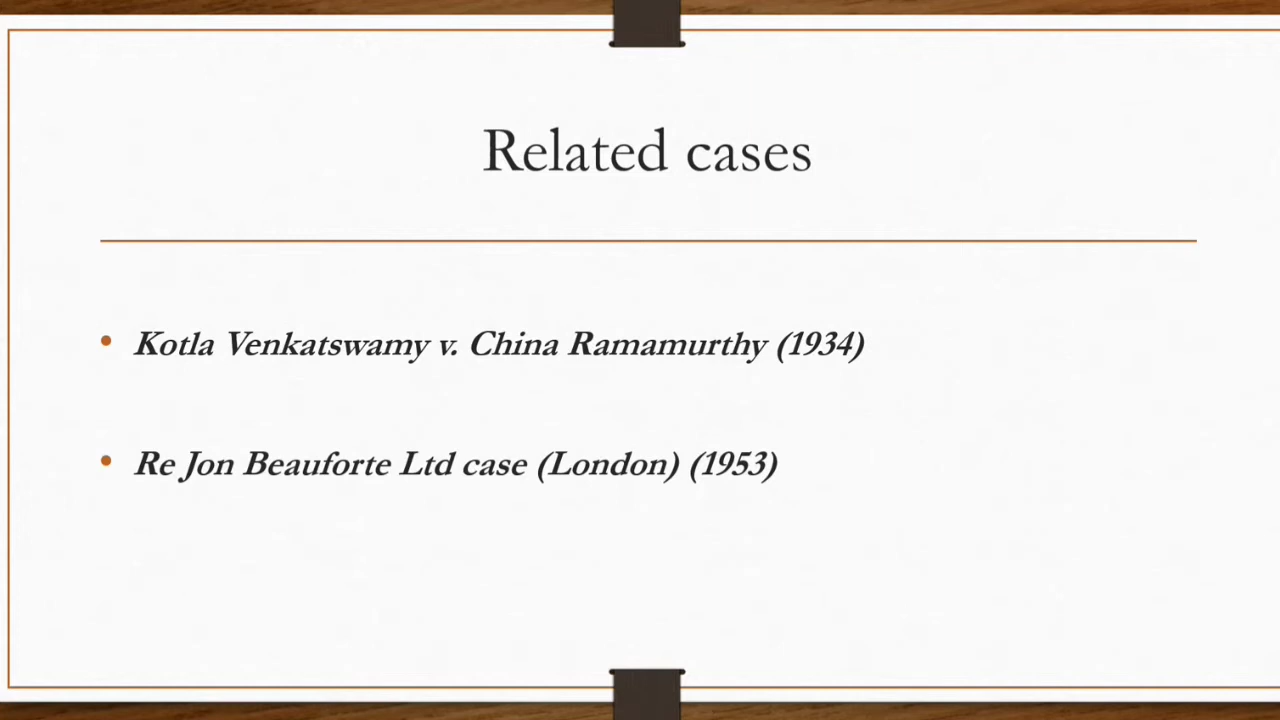 Related cases
• Kotla Venkatswamy v. China Ramamurthy (1934)
• Re Jon Beauforte Ltd case (London) (1953)